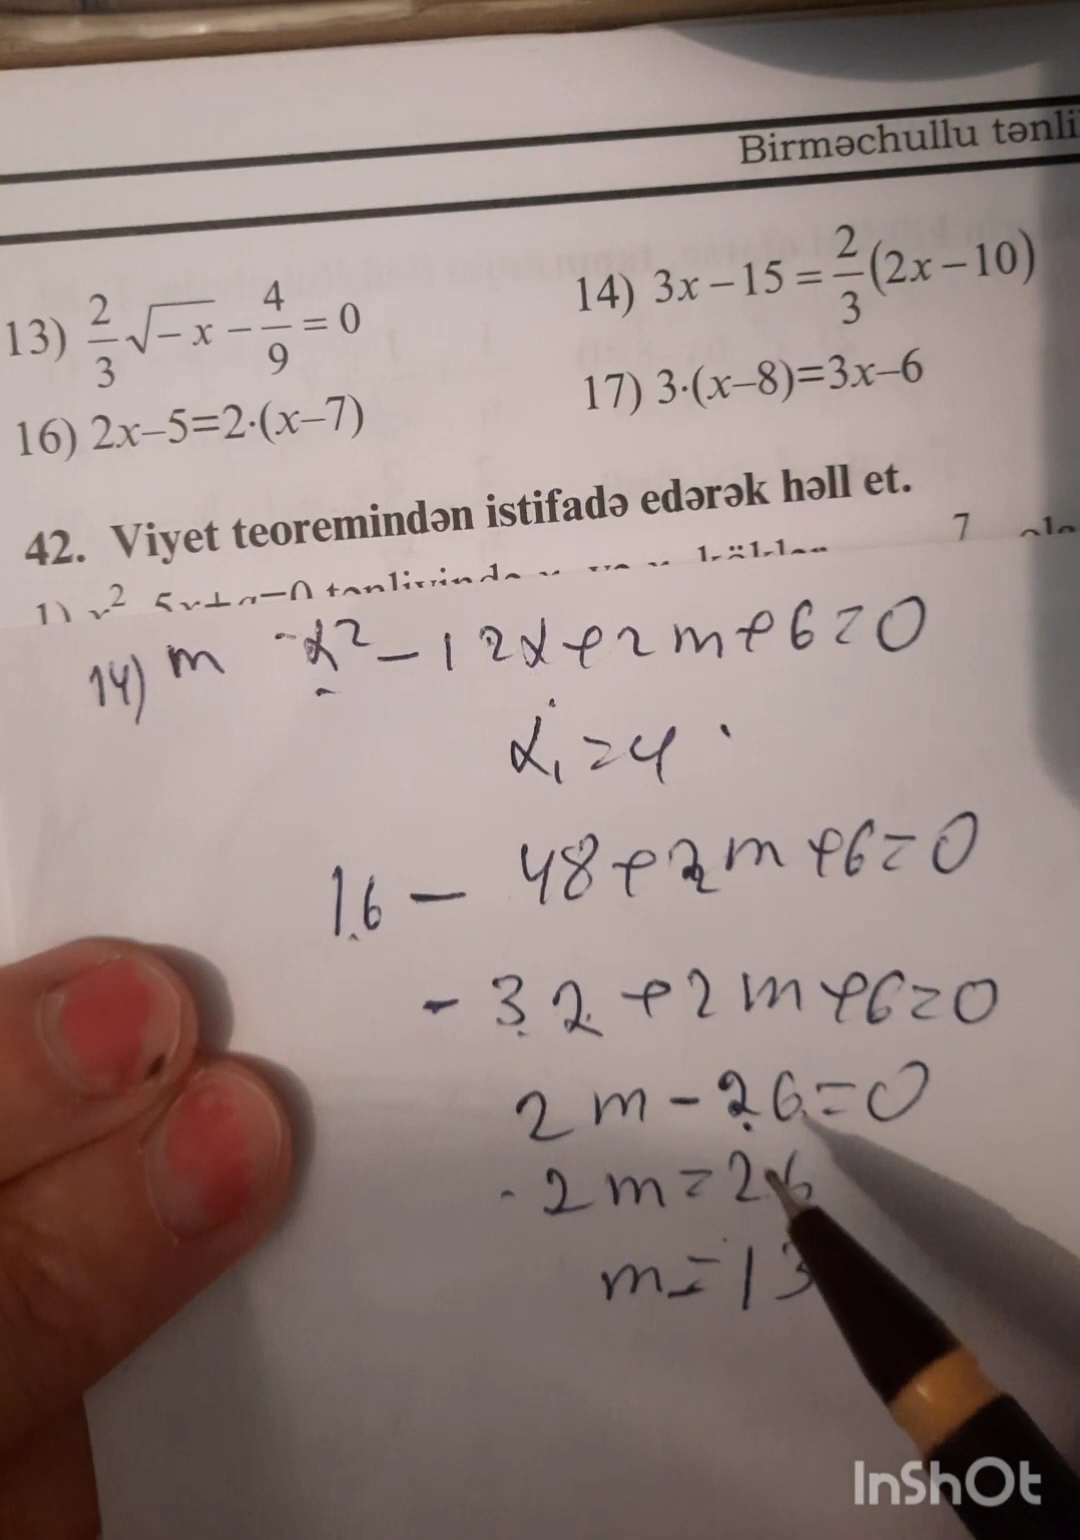 Birməchullu tənli
13) 2/3 √−x − 4/9 = 0
14) 3x−15 = 2/3 (2x−10)
16) 2x–5=2·(x–7)
17) 3·(x–8)=3x–6
42. Viyet teoremindən istifadə edərək həll et.
7
14) m x² − 12x + 2m + 6 = 0
x₁ = 4
16 − 48 + 2m + 6 = 0
− 32 + 2m + 6 = 0
2m − 26 = 0
2m = 26
m = 13
InShOt